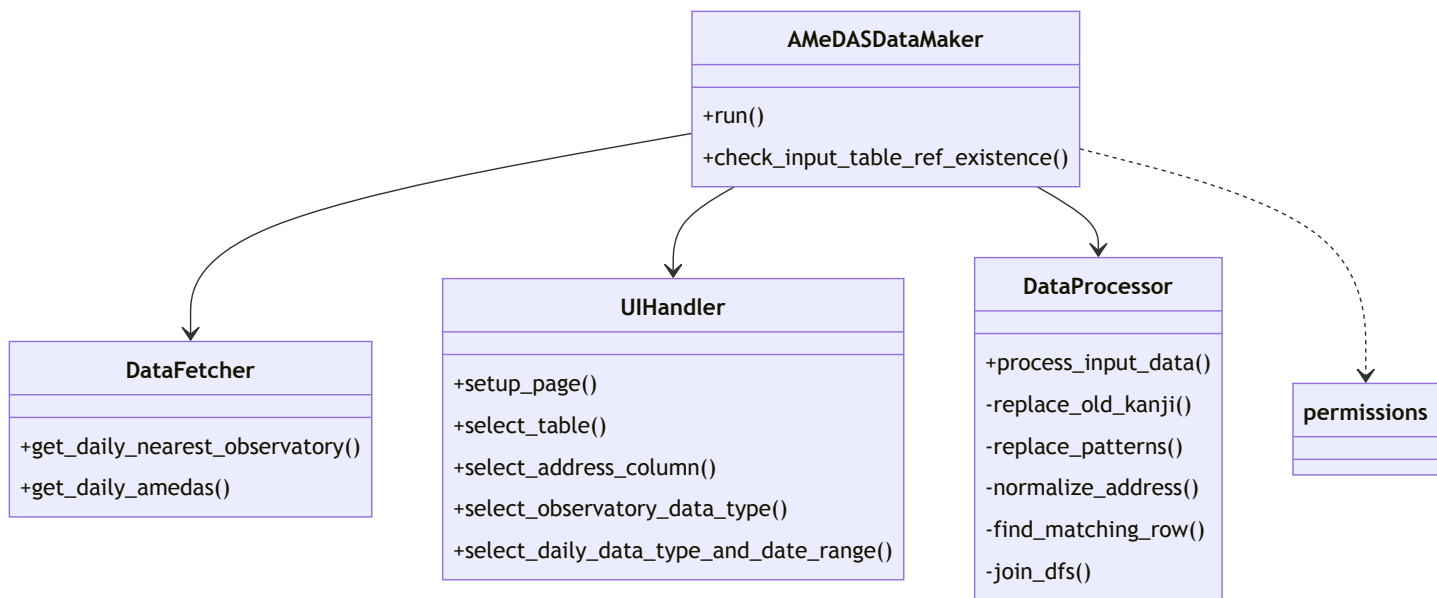 AMeDASDataMaker
+run()
+check_input_table_ref_existence()
DataFetcher
+get_daily_nearest_observatory()
+get_daily_amedas()
UIHandler
+setup_page()
+select_table()
+select_address_column()
+select_observatory_data_type()
+select_daily_data_type_and_date_range()
DataProcessor
+process_input_data()
-replace_old_kanji()
-replace_patterns()
-normalize_address()
-find_matching_row()
-join_dfs()
permissions